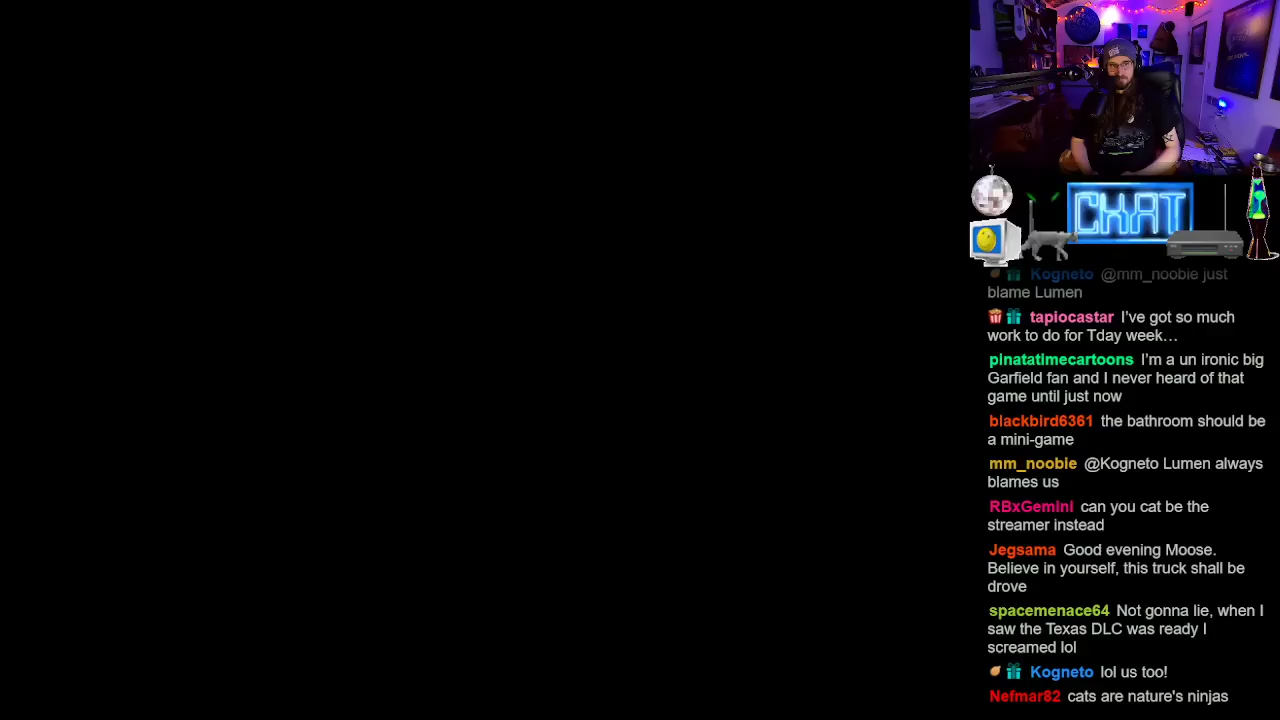 CHAT
Kogneto @mm_nooble just
blame Lumen
tapiocastar I've got so much
work to do for Tday week…
pinatatimecartoons I'm a un ironic big
Garfield fan and I never heard of that
game until just now
blackbird6361 the bathroom should be
a mini-game
mm_nooble @Kogneto Lumen always
blames us
RBxGemini can you cat be the
streamer instead
Jegsama Good evening Moose.
Believe in yourself, this truck shall be
drove
spacemenace64 Not gonna lie, when I
saw the Texas DLC was ready I
screamed lol
Kogneto lol us too!
Nefmar82 cats are nature's ninjas